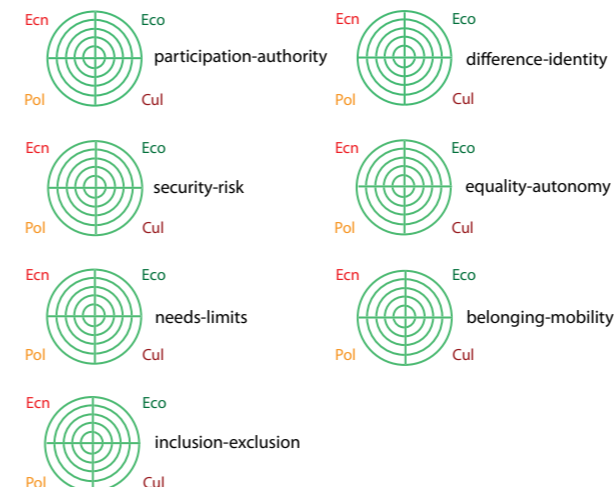 Ecn Eco
participation-authority
Pol Cul
Ecn Eco
difference-identity
Pol Cul
Ecn Eco
security-risk
Pol Cul
Ecn Eco
equality-autonomy
Pol Cul
Ecn Eco
needs-limits
Pol Cul
Ecn Eco
belonging-mobility
Pol Cul
Ecn Eco
inclusion-exclusion
Pol Cul